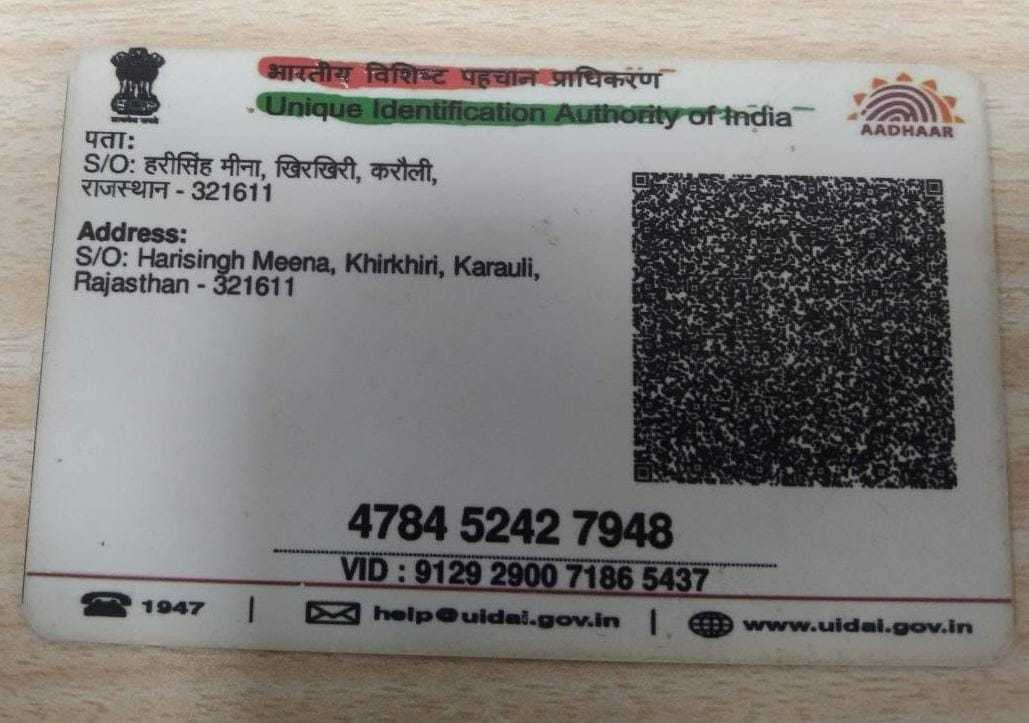 भारतीय विशिष्ट पहचान प्राधिकरण
Unique Identification Authority of India
AADHAAR
पता:
S/O: हरीसिंह मीना, खिरखिरी, करौली,
राजस्थान - 321611
Address:
S/O: Harisingh Meena, Khirkhiri, Karauli,
Rajasthan - 321611
4784 5242 7948
VID : 9129 2900 7186 5437
1947 | help@uidai.gov.in | www.uidai.gov.in